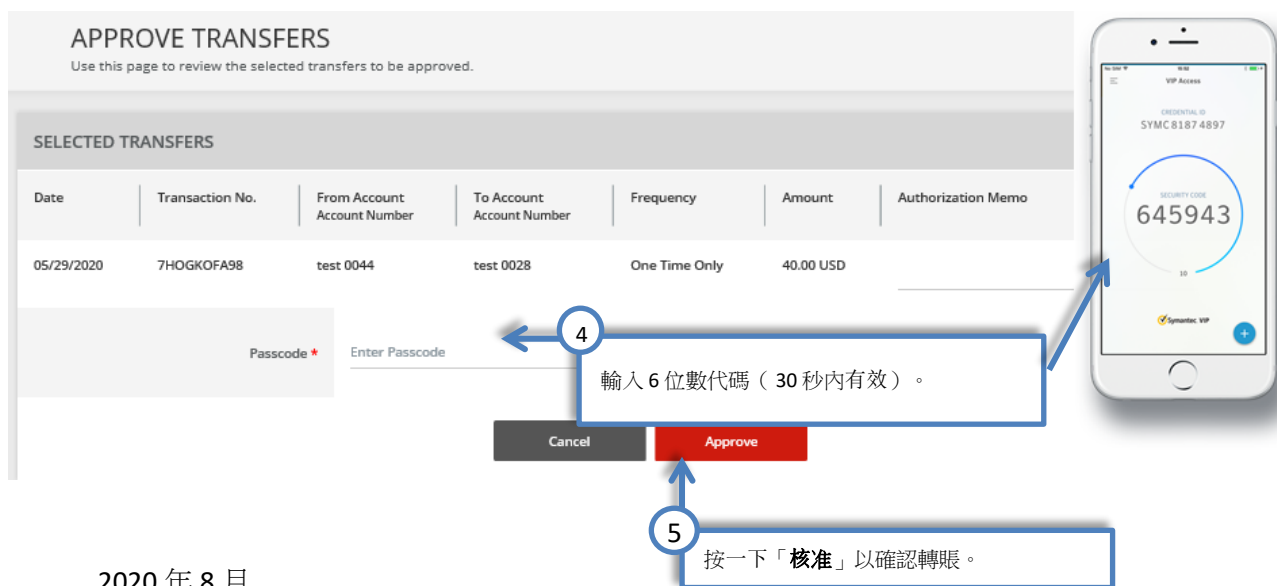 APPROVE TRANSFERS
Use this page to review the selected transfers to be approved.
SELECTED TRANSFERS
Date
Transaction No.
From Account
Account Number
To Account
Account Number
Frequency
Amount
Authorization Memo
05/29/2020
7HOGKOFA98
test 0044
test 0028
One Time Only
40.00 USD
Passcode *
Enter Passcode
4
輸入 6 位數代碼（ 30 秒內有效）。
Cancel
Approve
5
按一下「核准」以確認轉賬。
2020 年 8 月
No SIM
VIP Access
CREDENTIAL ID
SYMC 8187 4897
SECURITY CODE
645943
10
Symantec. VIP